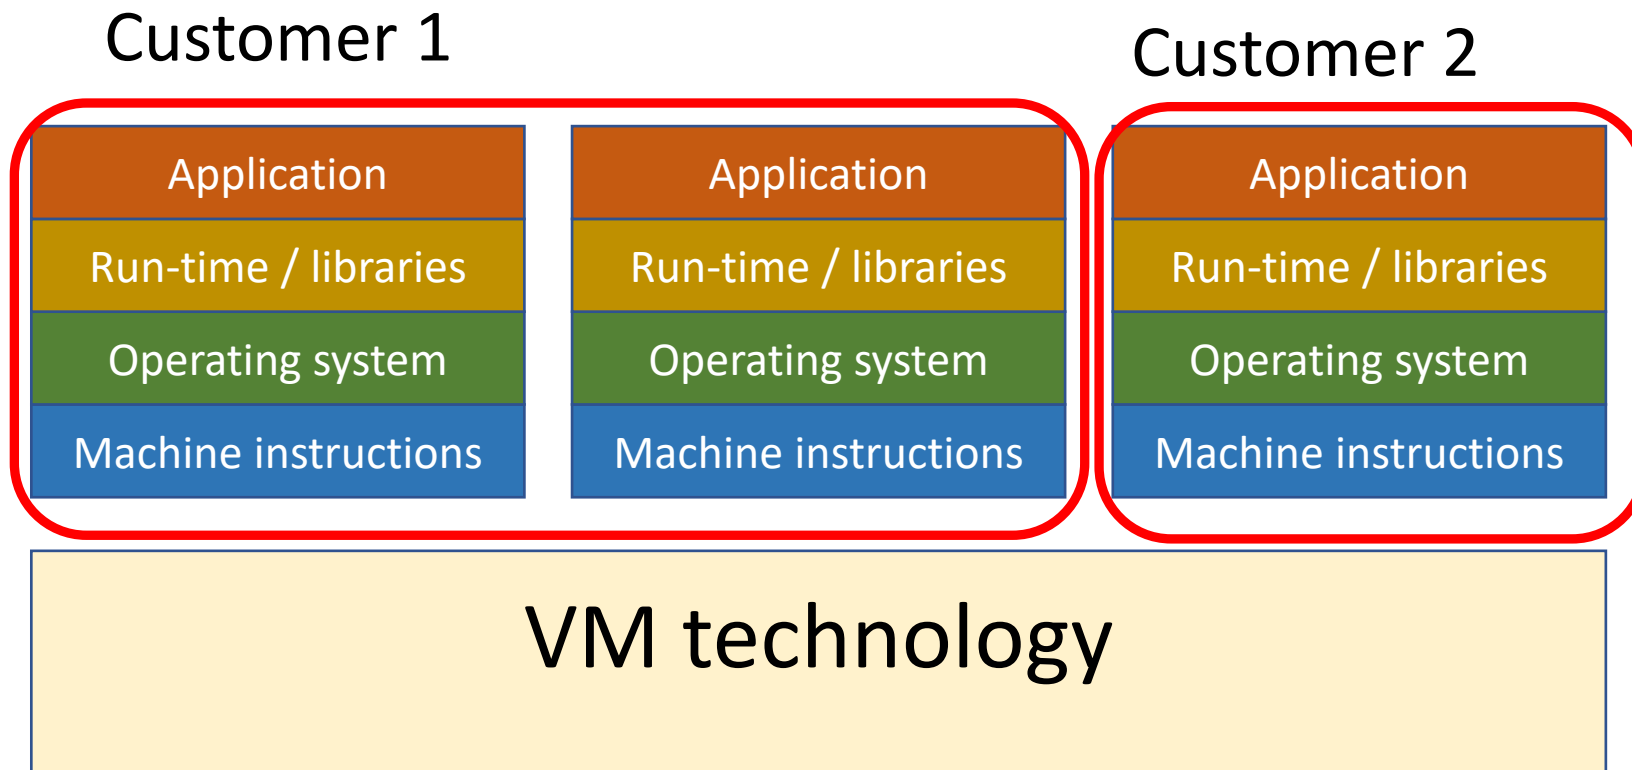 Customer 1
Customer 2
Application
Run-time / libraries
Operating system
Machine instructions
Application
Run-time / libraries
Operating system
Machine instructions
Application
Run-time / libraries
Operating system
Machine instructions
VM technology